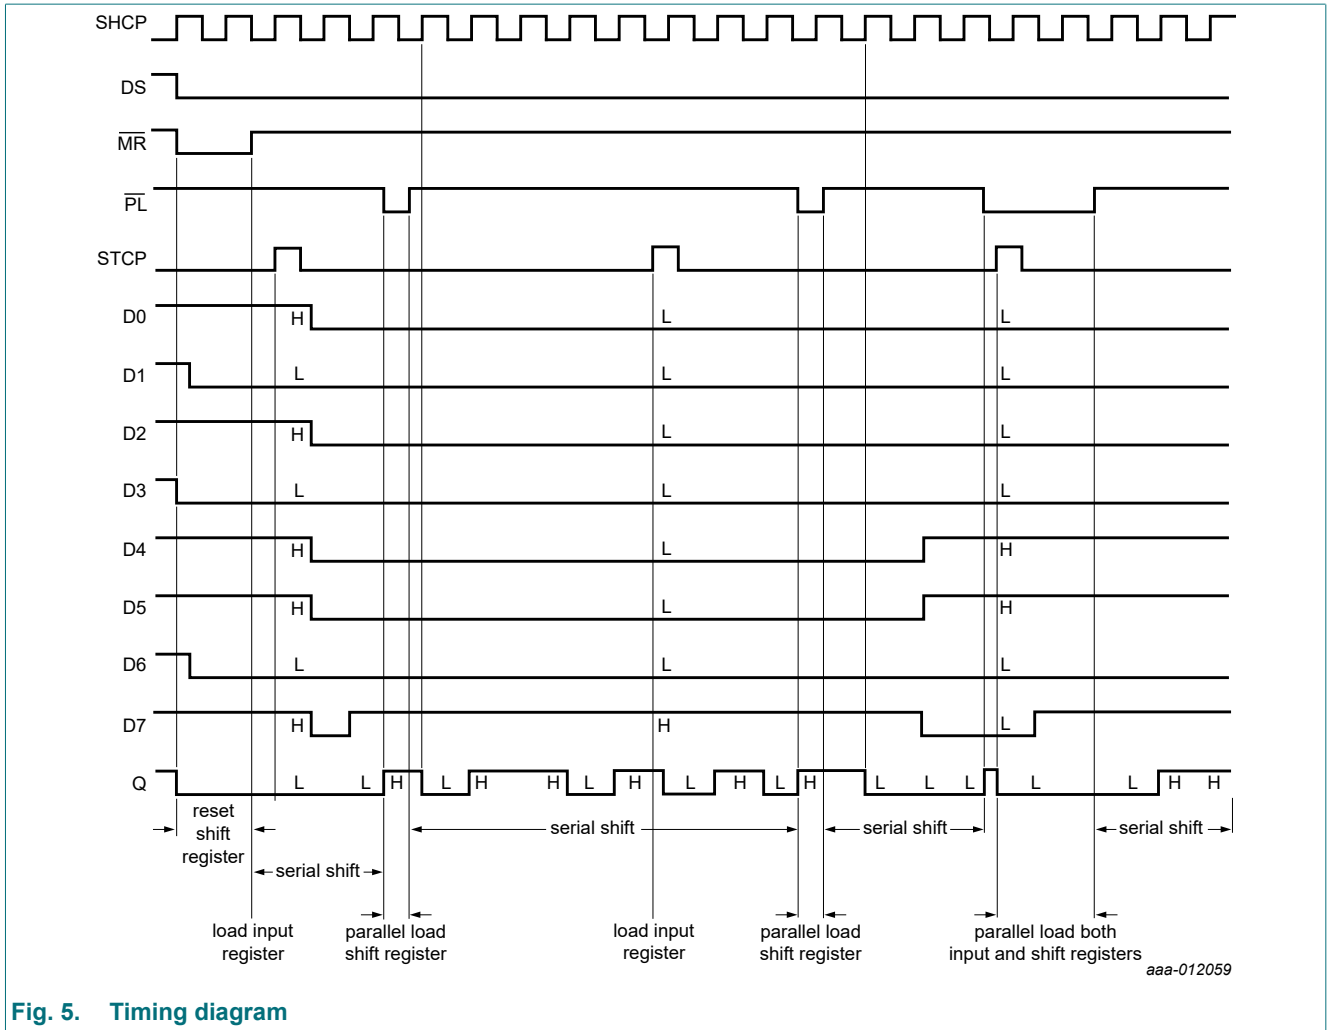 SHCP
DS
MR
PL
STCP
D0 H L L
D1 L L L
D2 H L L
D3 L L L
D4 H L H
D5 H L H
D6 L L L
D7 H H L
Q L L H L H H L H L H L H L L L L L H H
reset
shift
register
serial shift
serial shift
serial shift
serial shift
load input
register
parallel load
shift register
load input
register
parallel load
shift register
parallel load both
input and shift registers
aaa-012059
Fig. 5. Timing diagram